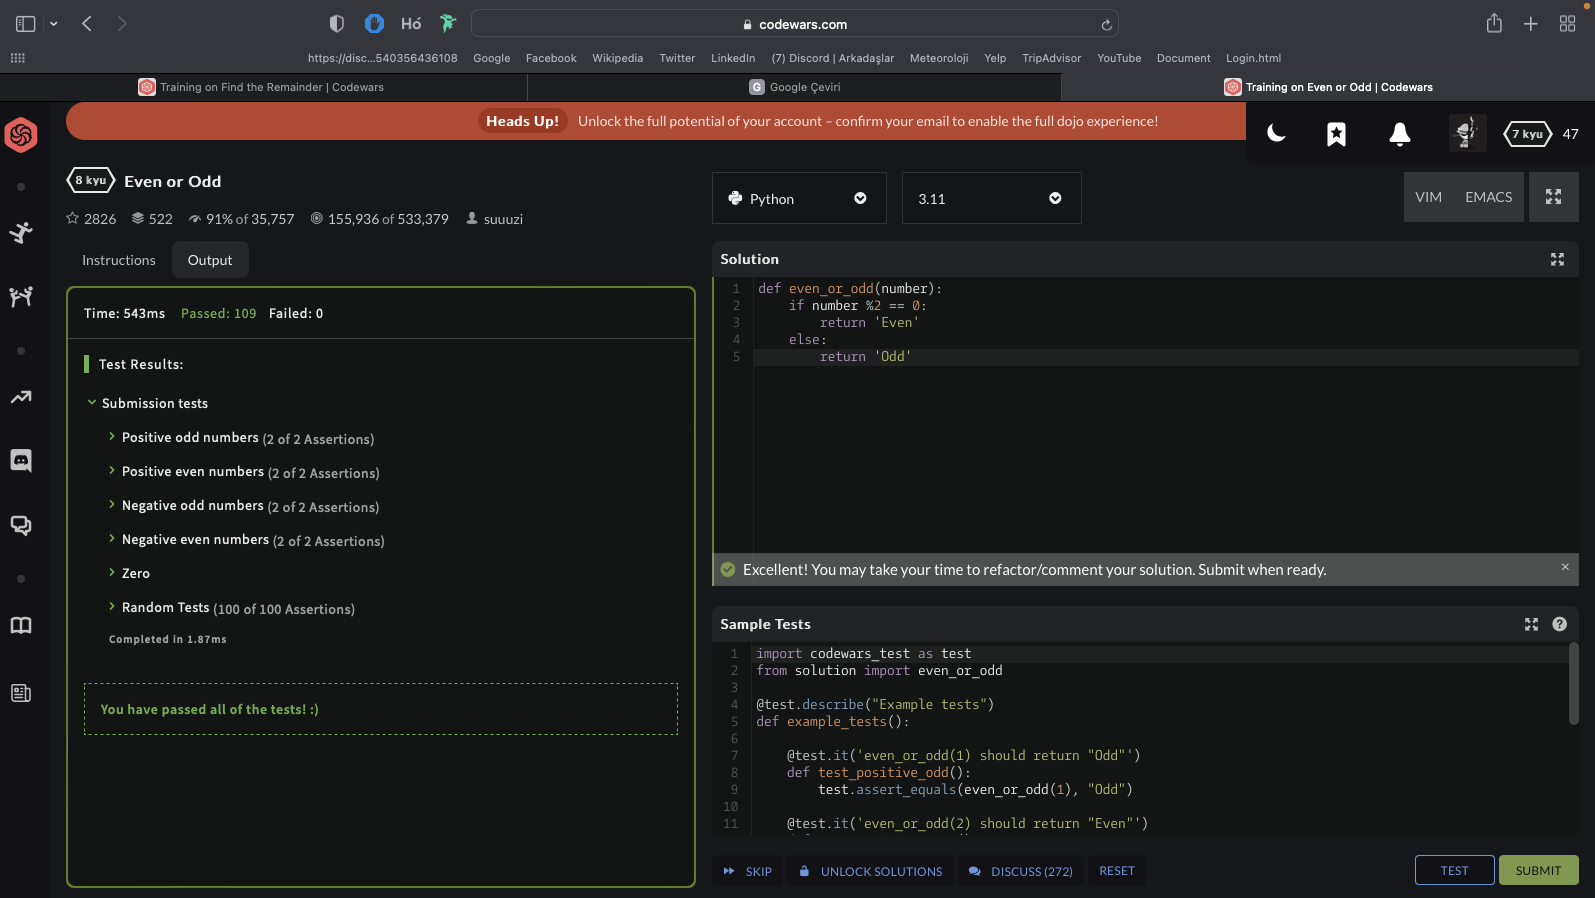 codewars.com
Hó
https://disc...540356436108 Google Facebook Wikipedia Twitter LinkedIn (7) Discord | Arkadaşlar Meteoroloji Yelp TripAdvisor YouTube Document Login.html
Training on Find the Remainder | Codewars
G Google Çeviri
Training on Even or Odd | Codewars
Heads Up! Unlock the full potential of your account – confirm your email to enable the full dojo experience!
7 kyu 47
8 kyu Even or Odd
2826 522 91% of 35,757 155,936 of 533,379 suuuzi
Instructions Output
Time: 543ms Passed: 109 Failed: 0
Test Results:
Submission tests
Positive odd numbers (2 of 2 Assertions)
Positive even numbers (2 of 2 Assertions)
Negative odd numbers (2 of 2 Assertions)
Negative even numbers (2 of 2 Assertions)
Zero
Random Tests (100 of 100 Assertions)
Completed in 1.87ms
You have passed all of the tests! :)
Python 3.11 VIM EMACS
Solution
1 def even_or_odd(number):
2 if number %2 == 0:
3 return 'Even'
4 else:
5 return 'Odd'
Excellent! You may take your time to refactor/comment your solution. Submit when ready. ×
Sample Tests ?
1 import codewars_test as test
2 from solution import even_or_odd
3
4 @test.describe("Example tests")
5 def example_tests():
6
7 @test.it('even_or_odd(1) should return "Odd"')
8 def test_positive_odd():
9 test.assert_equals(even_or_odd(1), "Odd")
10
11 @test.it('even_or_odd(2) should return "Even"')
SKIP UNLOCK SOLUTIONS DISCUSS (272) RESET TEST SUBMIT